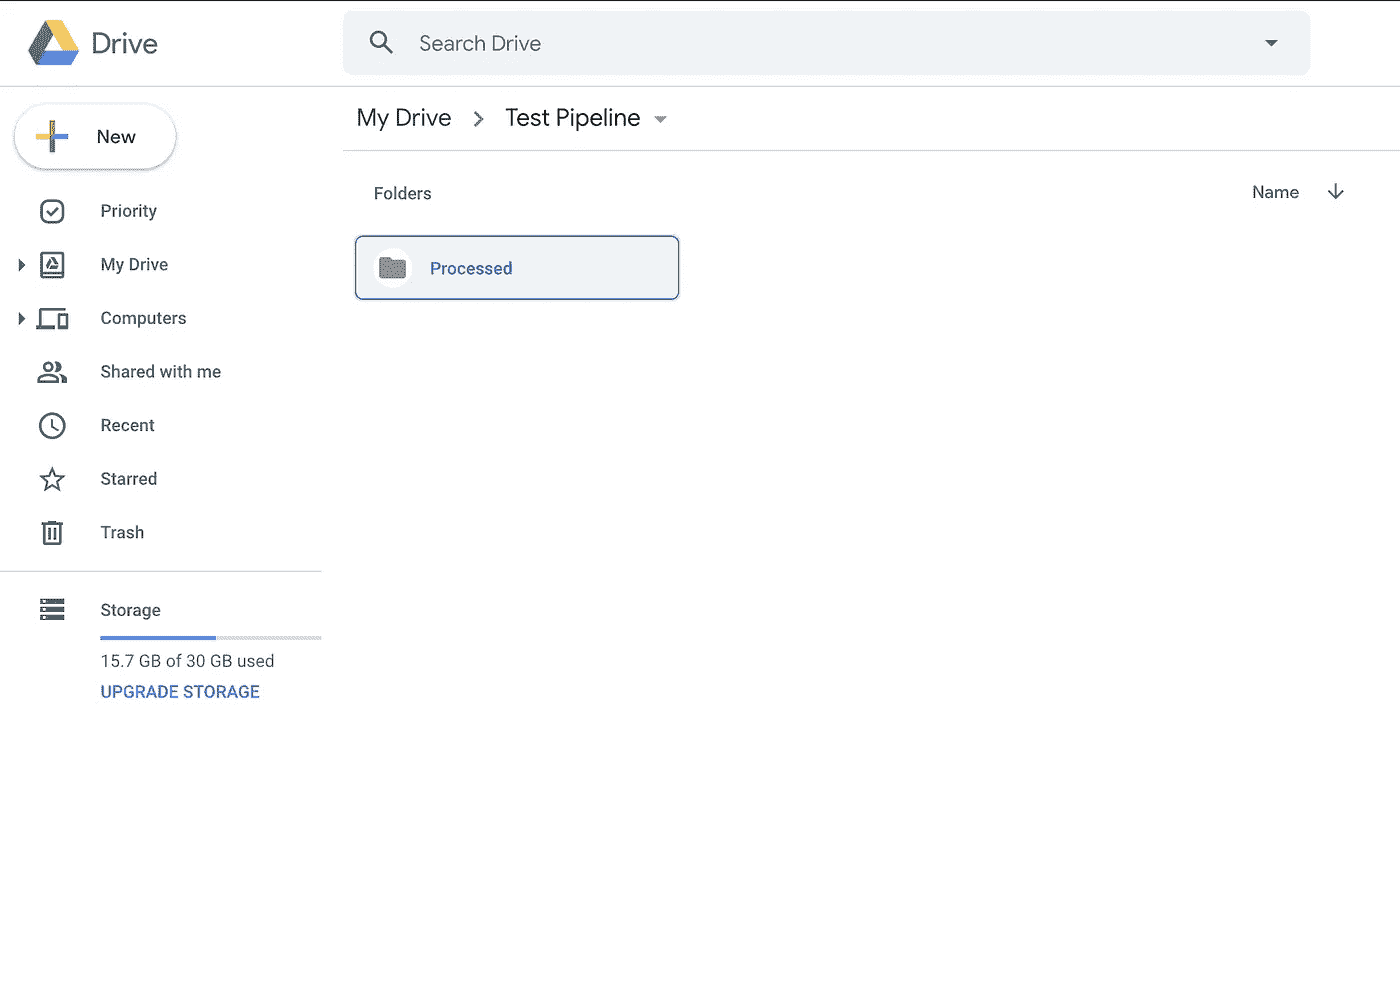 Drive
Search Drive
New
My Drive
Test Pipeline
Folders
Name
Processed
Priority
My Drive
Computers
Shared with me
Recent
Starred
Trash
Storage
15.7 GB of 30 GB used
UPGRADE STORAGE